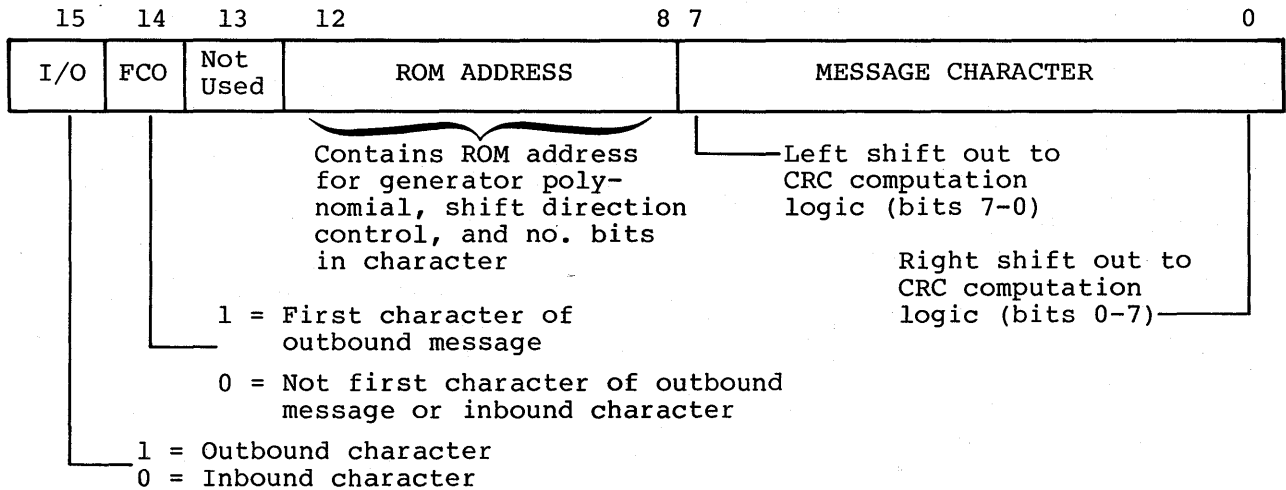 15 14 13 12 8 7 0
I/O FCO Not Used ROM ADDRESS MESSAGE CHARACTER
Contains ROM address
for generator poly-
nomial, shift direction
control, and no. bits
in character
Left shift out to
CRC computation
logic (bits 7-0)
Right shift out to
CRC computation
logic (bits 0-7)
1 = First character of
outbound message
0 = Not first character of outbound
message or inbound character
1 = Outbound character
0 = Inbound character